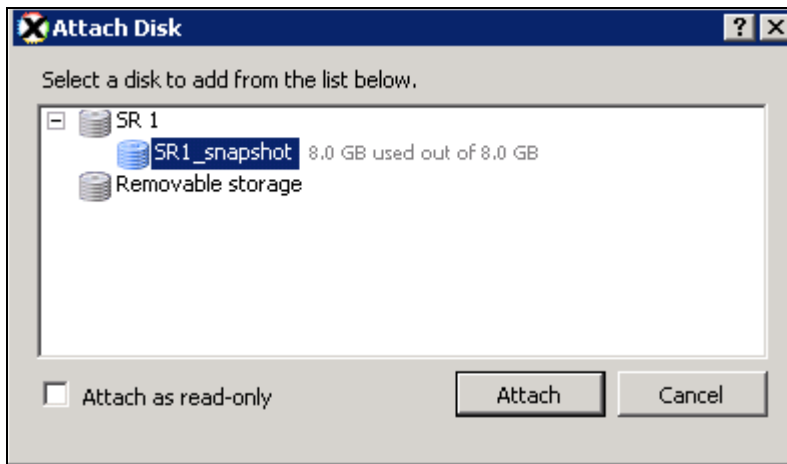 Attach Disk
Select a disk to add from the list below.
SR 1
SR1_snapshot 8.0 GB used out of 8.0 GB
Removable storage
Attach as read-only Attach Cancel